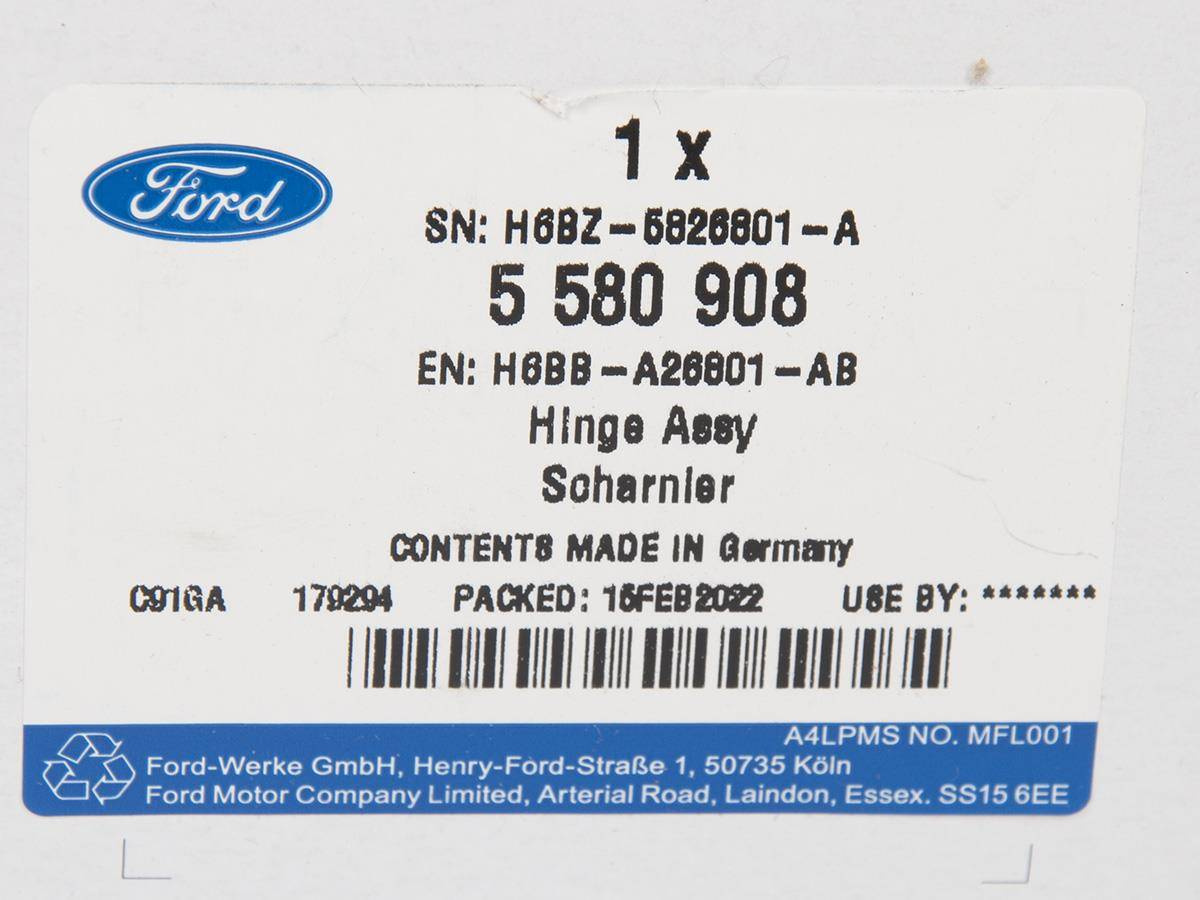 Ford
1 x
SN: H6BZ-5826801-A
5 580 908
EN: H6BB-A26801-AB
Hinge Assy
Scharnier
CONTENTS MADE IN Germany
C91GA 179294 PACKED: 15FEB2022 USE BY: *******
A4LPMS NO. MFL001
Ford-Werke GmbH, Henry-Ford-Straße 1, 50735 Köln
Ford Motor Company Limited, Arterial Road, Laindon, Essex. SS15 6EE